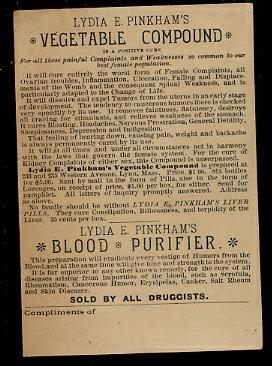 LYDIA E. PINKHAM'S
* VEGETABLE COMPOUND *
IS A POSITIVE CURE
For all those painful Complaints and Weaknesses so common to our
best female population.
It will cure entirely the worst form of Female Complaints, all
Ovarian troubles, Inflammation, Ulceration, Falling and Displace-
ments of the Womb and the consequent Spinal Weakness, and is
particularly adapted to the Change of Life.
It will dissolve and expel Tumors from the uterus in an early stage
of development. The tendency to cancerous humors there is checked
very speedily by its use. It removes faintness, flatulency, destroys
all craving for stimulants, and relieves weakness of the stomach.
It cures Bloating, Headaches, Nervous Prostration, General Debility,
Sleeplessness, Depression and Indigestion.
That feeling of bearing down, causing pain, weight and backache
is always permanently cured by its use.
It will at all times and under all circumstances act in harmony
with the laws that govern the female system. For the cure of
Kidney Complaints of either sex, this Compound is unsurpassed.
Lydia E. Pinkham's Vegetable Compound is prepared at
233 and 235 Western Avenue, Lynn, Mass. Price, $1.00. Six bottles
for $5.00. Sent by mail in the form of Pills, also in the form of
Lozenges, on receipt of price, $1.00 per box, for either. Send for
pamphlet. All letters of inquiry promptly answered. Address
as above.
No family should be without LYDIA E. PINKHAM'S LIVER
PILLS. They cure Constipation, Biliousness, and torpidity of the
Liver. 25 cents per box.
LYDIA E. PINKHAM'S
* BLOOD PURIFIER. *
This preparation will eradicate every vestige of Humors from the
Blood, and at the same time will give tone and strength to the system.
It is far superior to any other known remedy, for the cure of all
diseases arising from impurities of the blood, such as Scrofula,
Rheumatism, Cancerous Humor, Erysipelas, Canker, Salt Rheum
and Skin Diseases.
SOLD BY ALL DRUGGISTS.
Compliments of